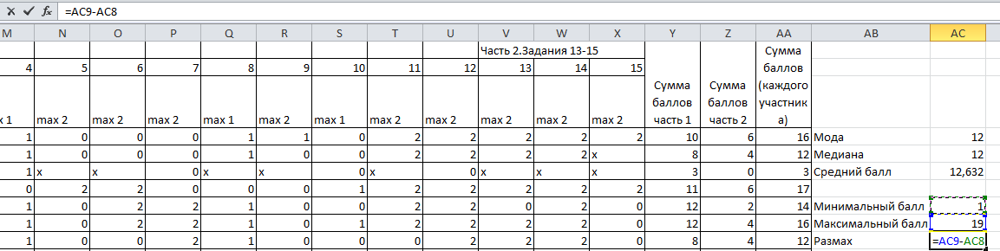 =AC9-AC8
M N O P Q R S T U V W X Y Z AA AB AC
Часть 2.Задания 13-15
4 5 6 7 8 9 10 11 12 13 14 15
Сумма баллов часть 1
Сумма баллов часть 2
Сумма баллов (каждого участника)
x 1 max 2 max 2 max 2 max 1 max 2 max 1 max 2 max 2 max 2 max 2 max 2
1 0 0 0 1 1 0 2 2 2 2 2 10 6 16 Мода 12
1 0 0 0 1 0 0 2 2 2 2 x 8 4 12 Медиана 12
1 x x 0 x x 0 x 0 x x x 3 0 3 Средний балл 12,632
0 2 2 0 0 0 1 2 2 2 2 2 11 6 17
1 0 2 2 1 0 0 2 2 0 2 0 12 2 14 Минимальный балл 1
1 0 2 2 1 0 1 2 2 2 2 0 12 4 16 Максимальный балл 19
1 0 0 2 1 0 0 2 0 2 2 0 8 4 12 Размах =AC9-AC8